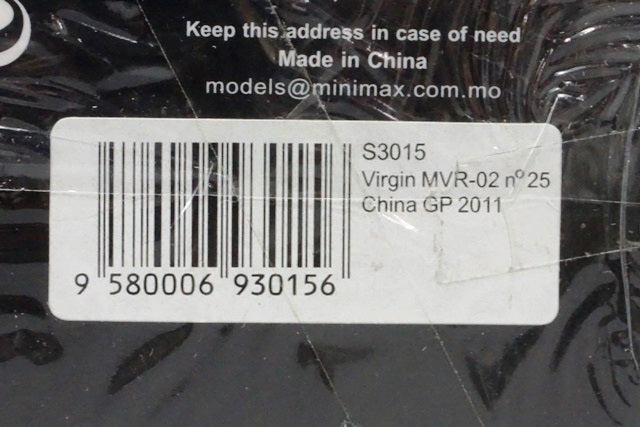 Keep this address in case of need
Made in China
models@minimax.com.mo
S3015
Virgin MVR-02 nº25
China GP 2011
9 580006 930156